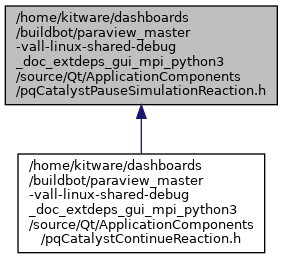 /home/kitware/dashboards
/buildbot/paraview_master
-vall-linux-shared-debug
_doc_extdeps_gui_mpi_python3
/source/Qt/ApplicationComponents
/pqCatalystPauseSimulationReaction.h
/home/kitware/dashboards
/buildbot/paraview_master
-vall-linux-shared-debug
_doc_extdeps_gui_mpi_python3
/source/Qt/ApplicationComponents
/pqCatalystContinueReaction.h